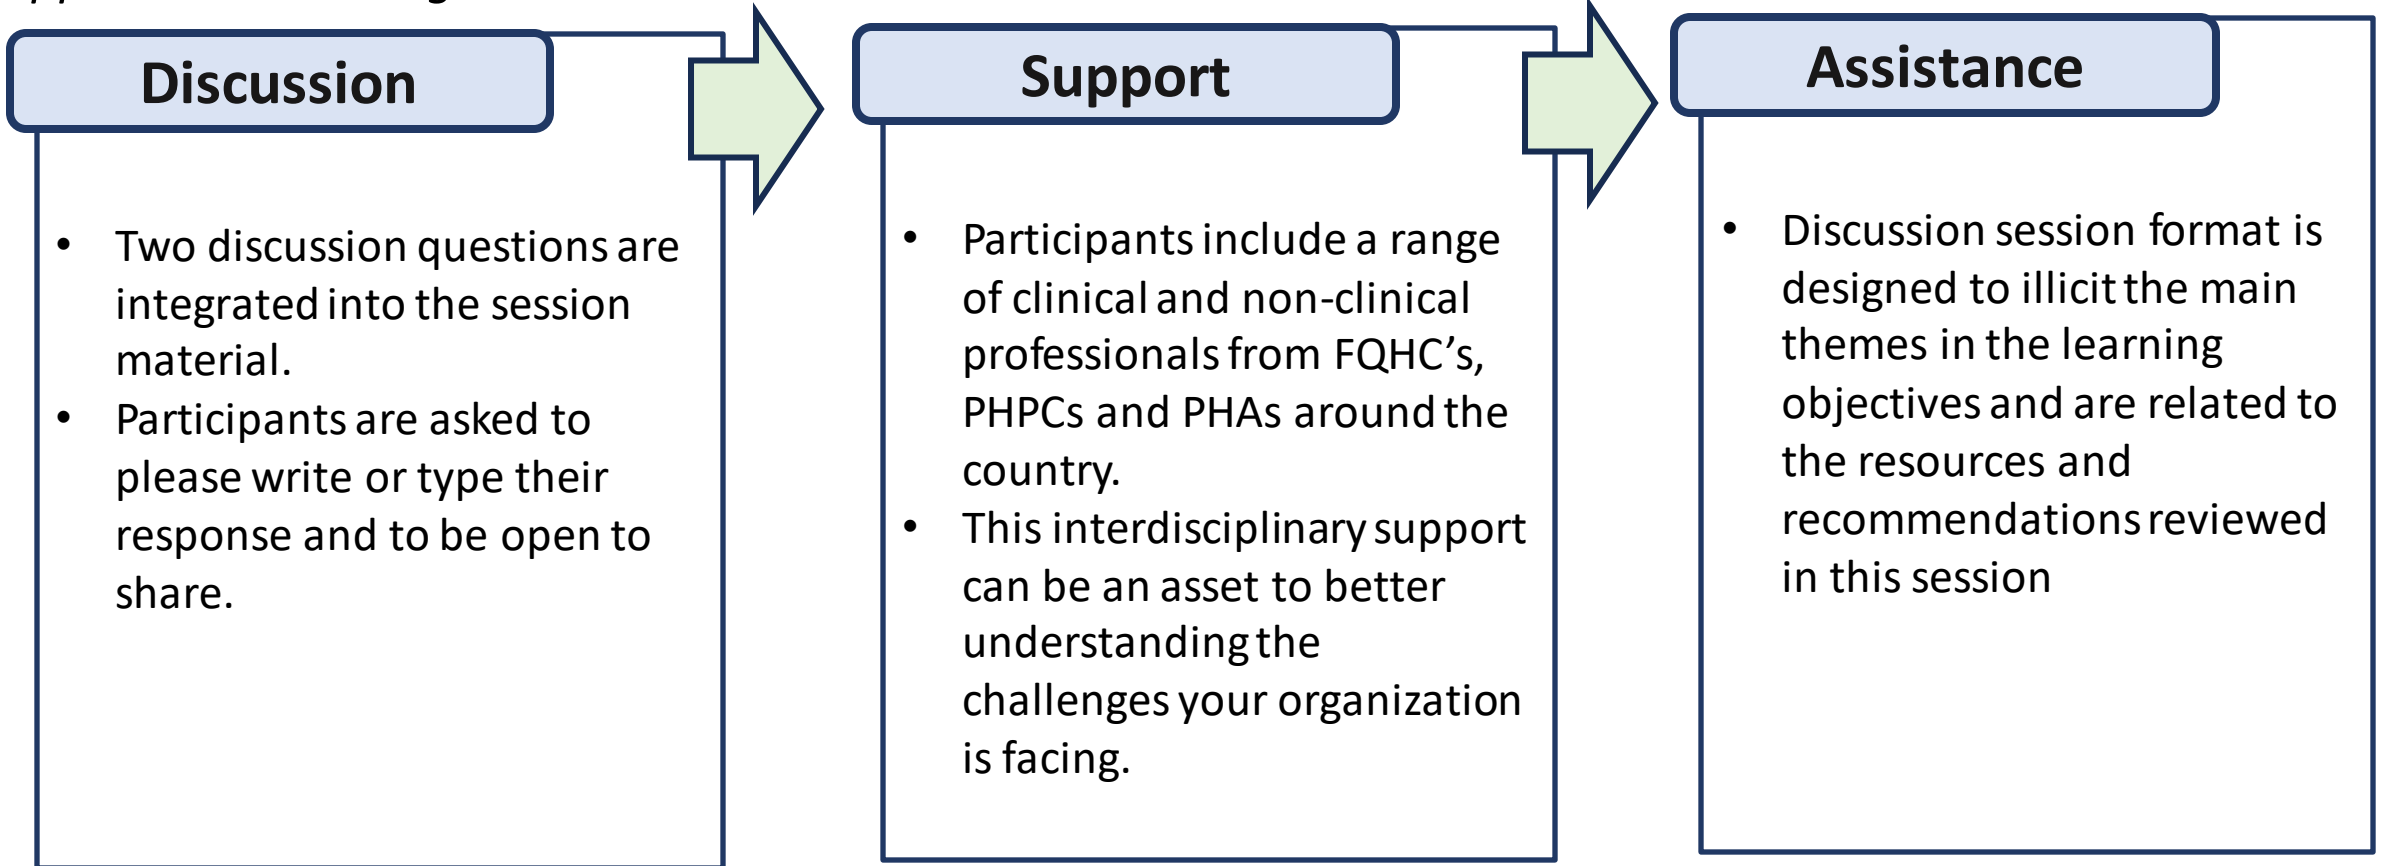 Discussion
• Two discussion questions are
integrated into the session
material.
• Participants are asked to
please write or type their
response and to be open to
share.
Support
• Participants include a range
of clinical and non-clinical
professionals from FQHC’s,
PHPCs and PHAs around the
country.
• This interdisciplinary support
can be an asset to better
understanding the
challenges your organization
is facing.
Assistance
• Discussion session format is
designed to illicit the main
themes in the learning
objectives and are related to
the resources and
recommendations reviewed
in this session